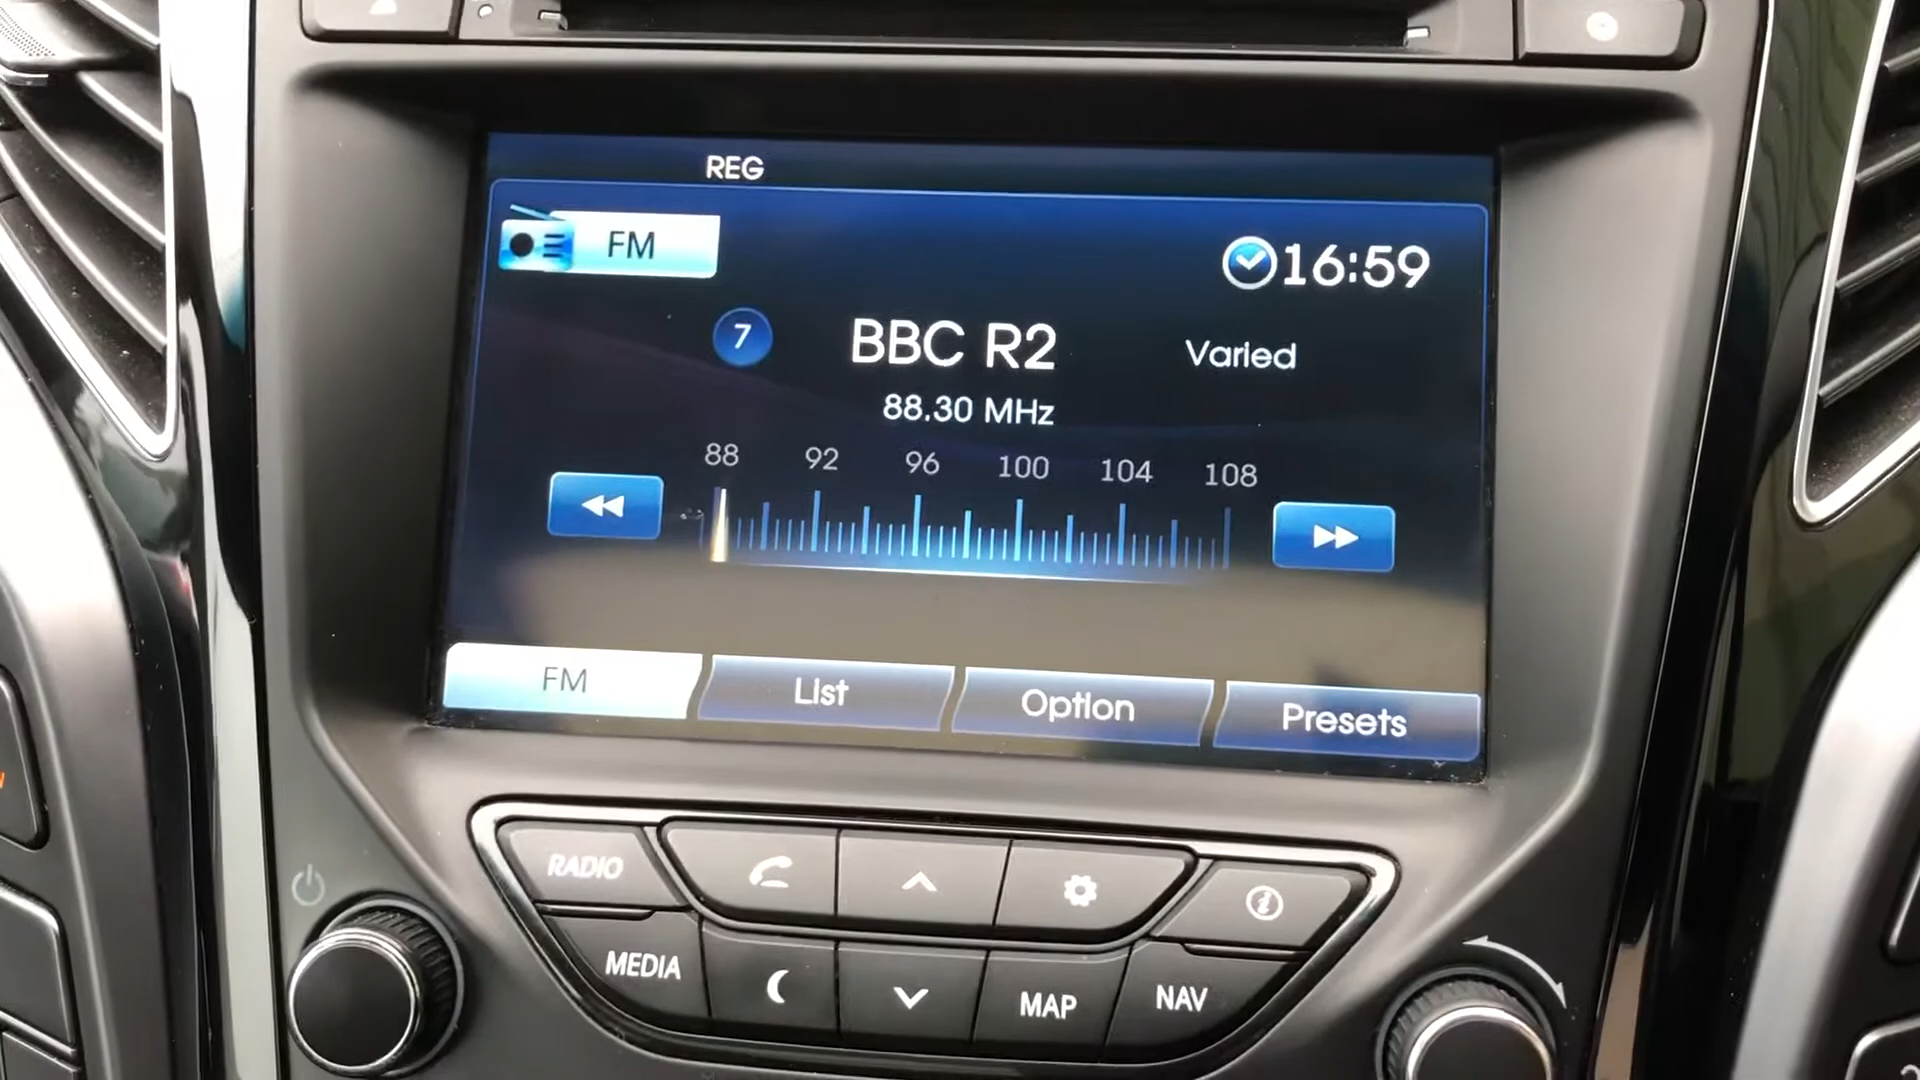 REG
FM
16:59
7
BBC R2
Varied
88.30 MHz
88 92 96 100 104 108
FM
List
Option
Presets
RADIO
MEDIA
MAP
NAV